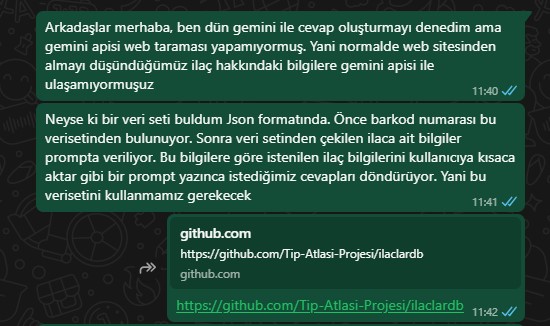 Arkadaşlar merhaba, ben dün gemini ile cevap oluşturmayı denedim ama
gemini apisi web taraması yapamıyormuş. Yani normalde web sitesinden
almayı düşündüğümüz ilaç hakkındaki bilgilere gemini apisi ile
ulaşamıyormuşuz
11:40
Neyse ki bir veri seti buldum Json formatında. Önce barkod numarası bu
verisetinden bulunuyor. Sonra veri setinden çekilen ilaca ait bilgiler
prompta veriliyor. Bu bilgilere göre istenilen ilaç bilgilerini kullanıcıya kısaca
aktar gibi bir prompt yazınca istediğimiz cevapları döndürüyor. Yani bu
verisetini kullanmamız gerekecek
11:41
github.com
https://github.com/Tip-Atlasi-Projesi/ilaclardb
github.com
https://github.com/Tip-Atlasi-Projesi/ilaclardb
11:42